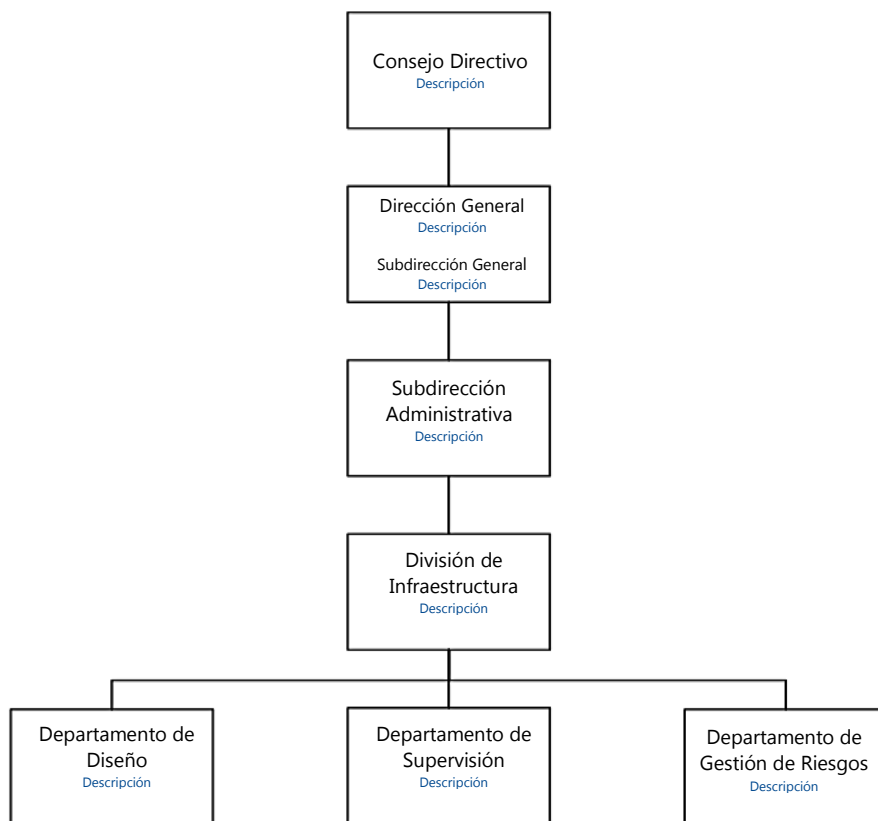 Consejo Directivo
Descripción
Dirección General
Descripción
Subdirección General
Descripción
Subdirección
Administrativa
Descripción
División de
Infraestructura
Descripción
Departamento de
Diseño
Descripción
Departamento de
Supervisión
Descripción
Departamento de
Gestión de Riesgos
Descripción